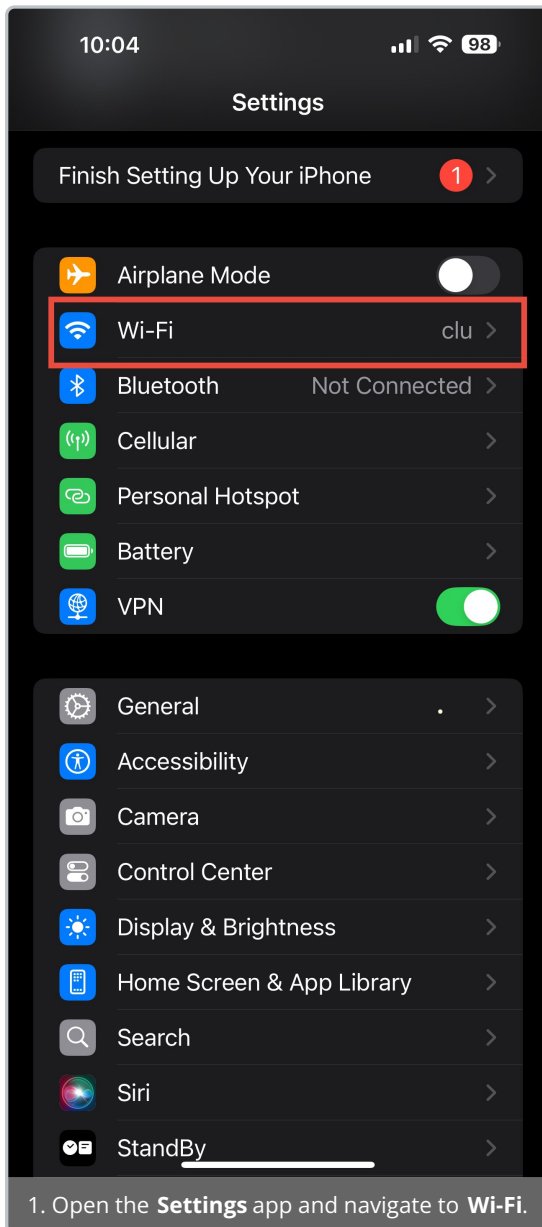 10:04 98
Settings
Finish Setting Up Your iPhone 1
Airplane Mode
Wi-Fi clu
Bluetooth Not Connected
Cellular
Personal Hotspot
Battery
VPN
General
Accessibility
Camera
Control Center
Display & Brightness
Home Screen & App Library
Search
Siri
StandBy
1. Open the Settings app and navigate to Wi-Fi.